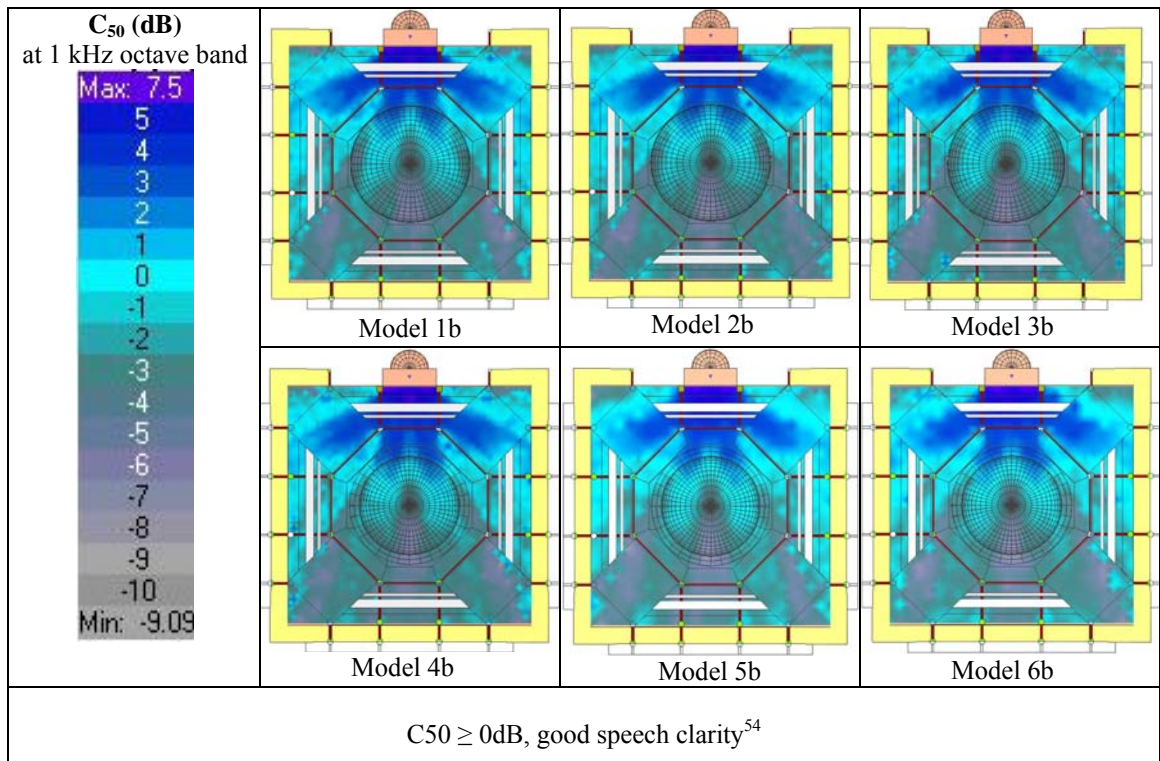 C50 (dB)
at 1 kHz octave band
Max: 7.5
5
4
3
2
1
0
-1
-2
-3
-4
-5
-6
-7
-8
-9
-10
Min: -9.09
Model 1b
Model 2b
Model 3b
Model 4b
Model 5b
Model 6b
C50 ≥ 0dB, good speech clarity54